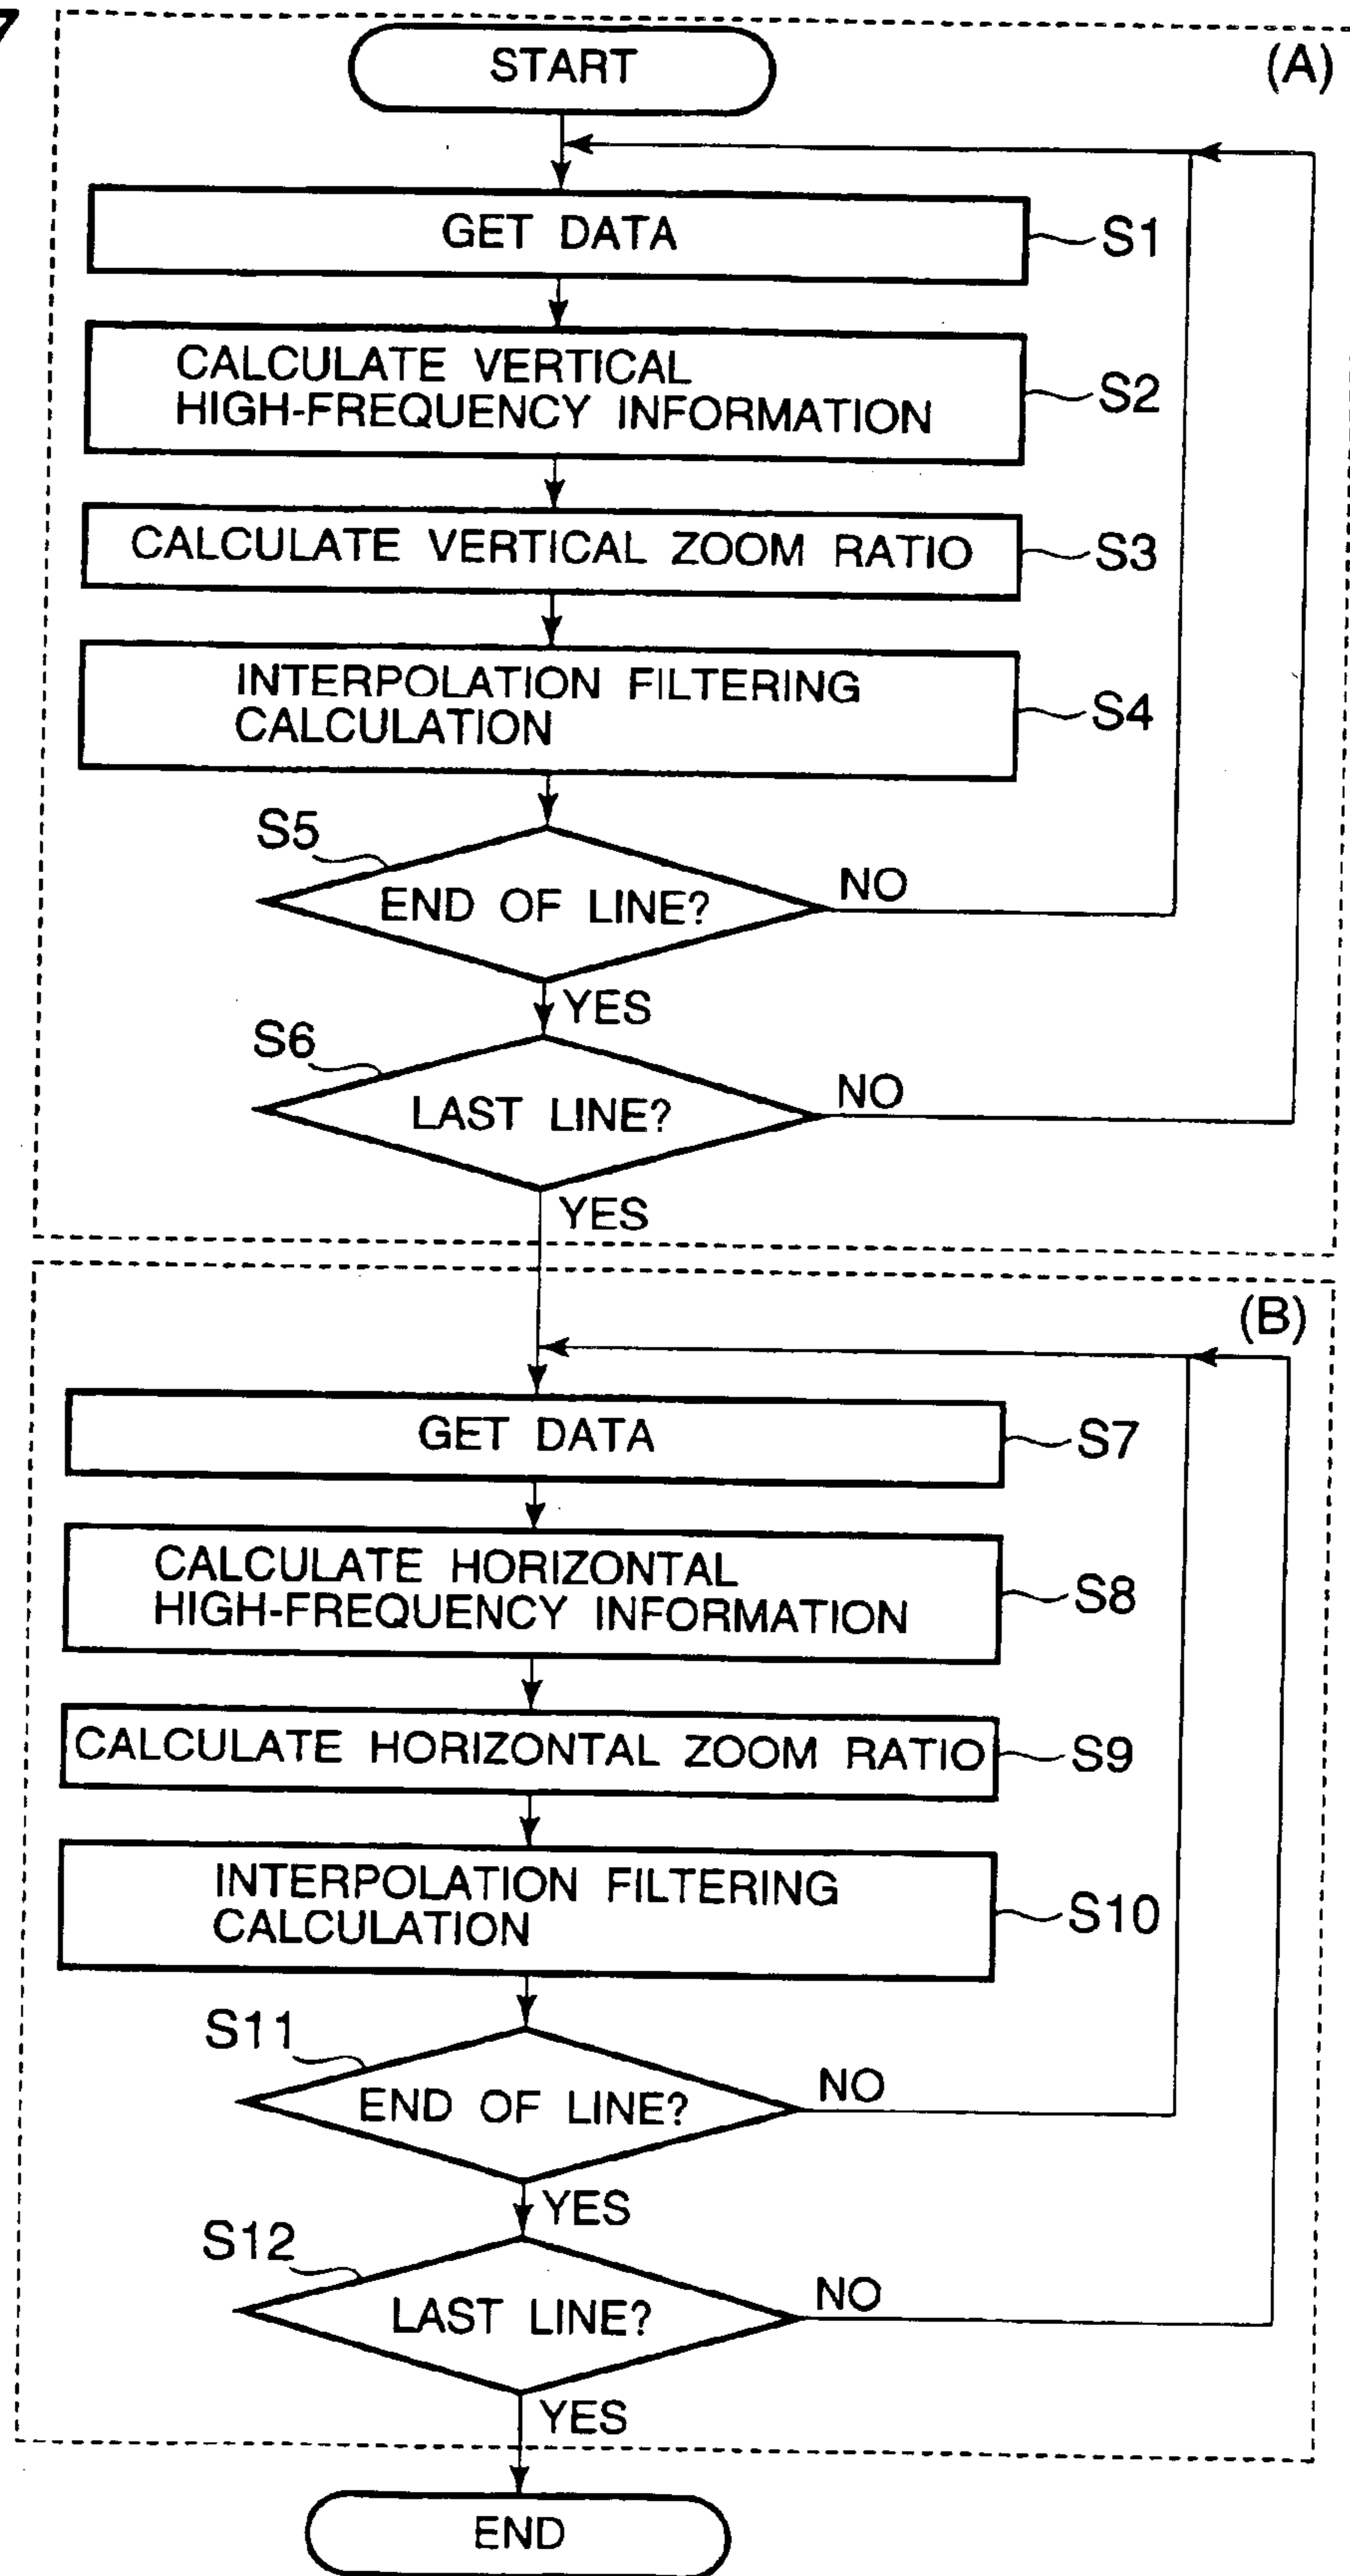 7
START
(A)
GET DATA
S1
CALCULATE VERTICAL
HIGH-FREQUENCY INFORMATION
S2
CALCULATE VERTICAL ZOOM RATIO
S3
INTERPOLATION FILTERING
CALCULATION
S4
S5
END OF LINE?
NO
YES
S6
LAST LINE?
NO
YES
(B)
GET DATA
S7
CALCULATE HORIZONTAL
HIGH-FREQUENCY INFORMATION
S8
CALCULATE HORIZONTAL ZOOM RATIO
S9
INTERPOLATION FILTERING
CALCULATION
S10
S11
END OF LINE?
NO
YES
S12
LAST LINE?
NO
YES
END